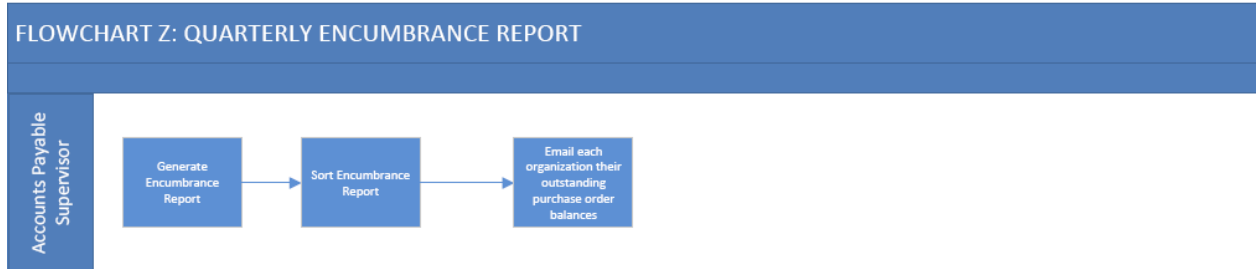 FLOWCHART Z: QUARTERLY ENCUMBRANCE REPORT
Accounts Payable
Supervisor
Generate
Encumbrance
Report
Sort Encumbrance
Report
Email each
organization their
outstanding
purchase order
balances